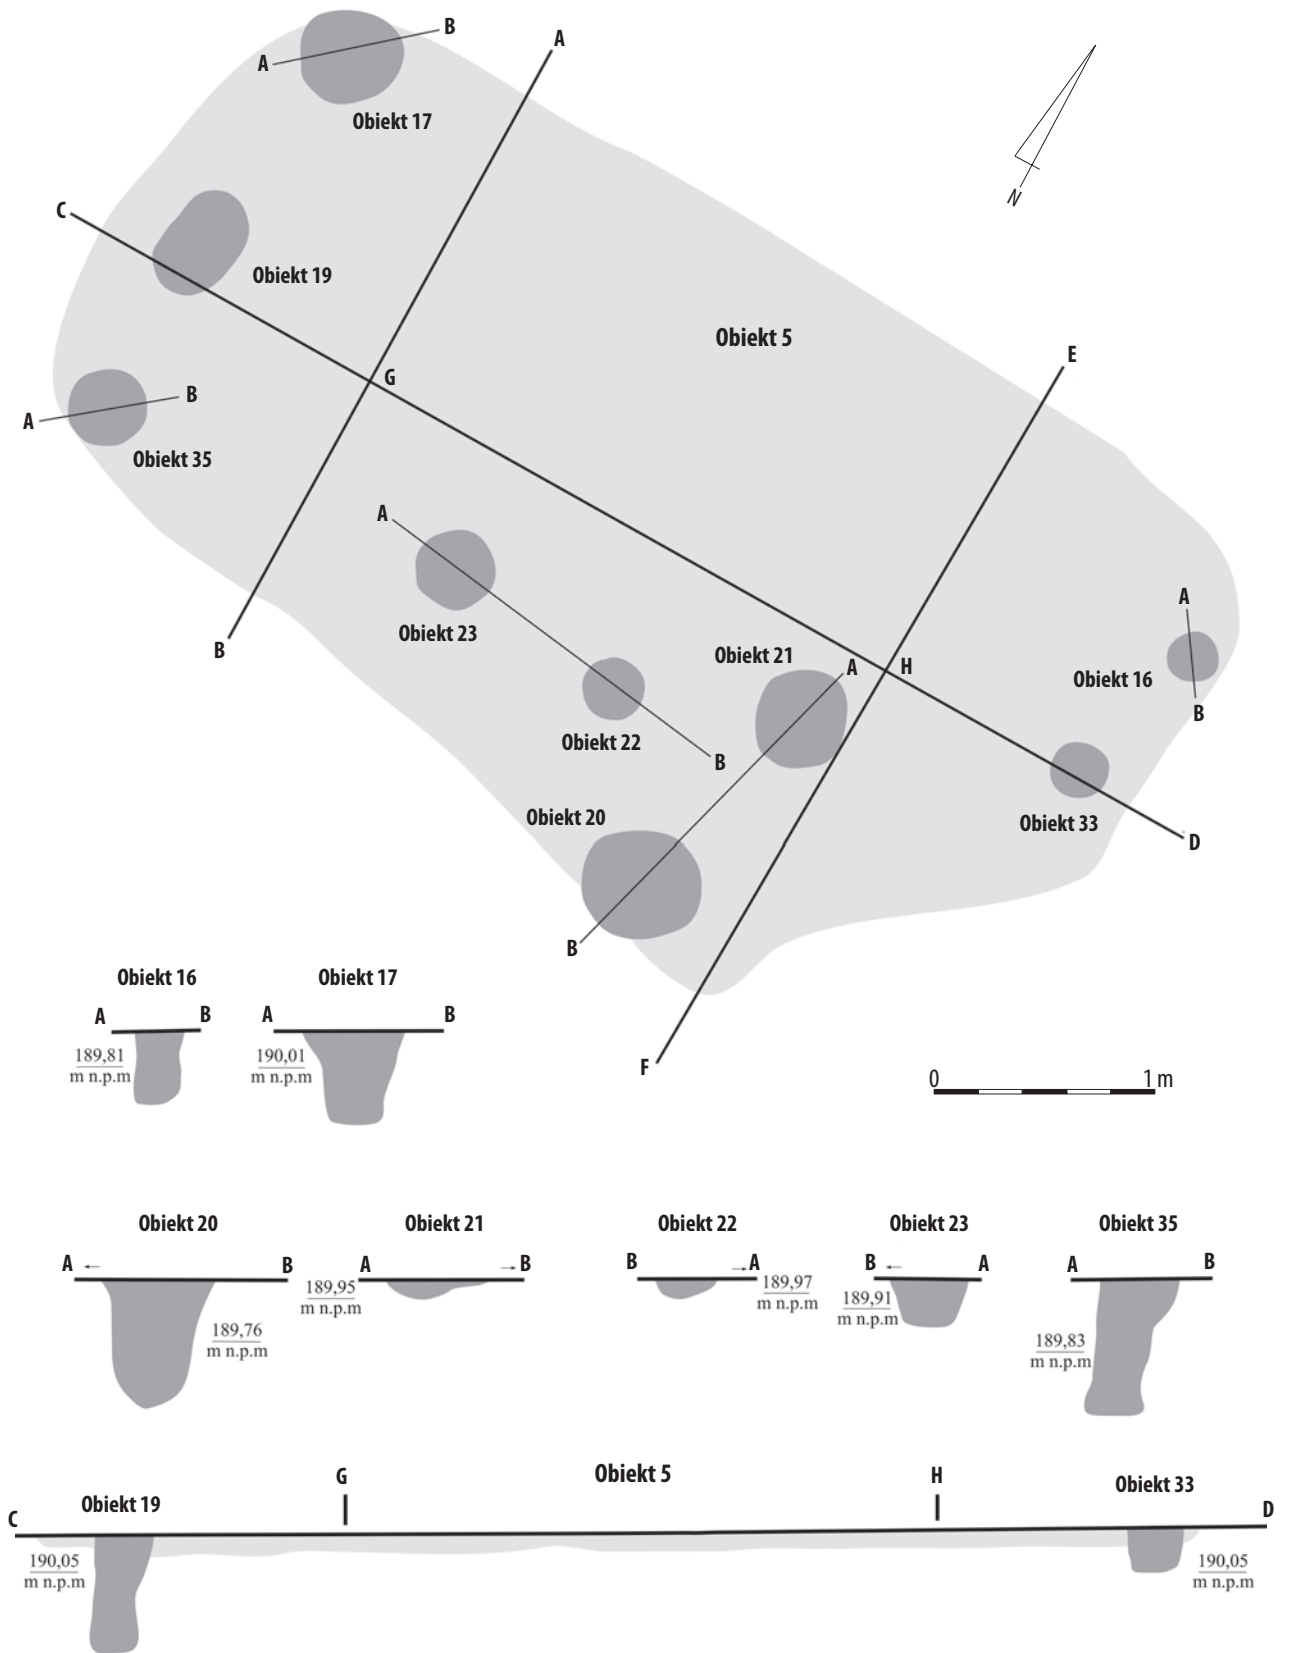 B
A
A
Obiekt 17
N
C
Obiekt 19
Obiekt 5
E
G
B
A
Obiekt 35
A
Obiekt 23
A
B
B
Obiekt 21
A
H
Obiekt 16
B
Obiekt 22
B
Obiekt 20
Obiekt 33
D
B
F
Obiekt 16
Obiekt 17
A B
A B
189,81
m n.p.m
190,01
m n.p.m
0 1 m
Obiekt 20
Obiekt 21
Obiekt 22
Obiekt 23
Obiekt 35
A ← B
A → B
B → A
B ← A
A B
189,76
m n.p.m
189,95
m n.p.m
189,97
m n.p.m
189,91
m n.p.m
189,83
m n.p.m
G
Obiekt 5
H
Obiekt 19
Obiekt 33
C
D
190,05
m n.p.m
190,05
m n.p.m